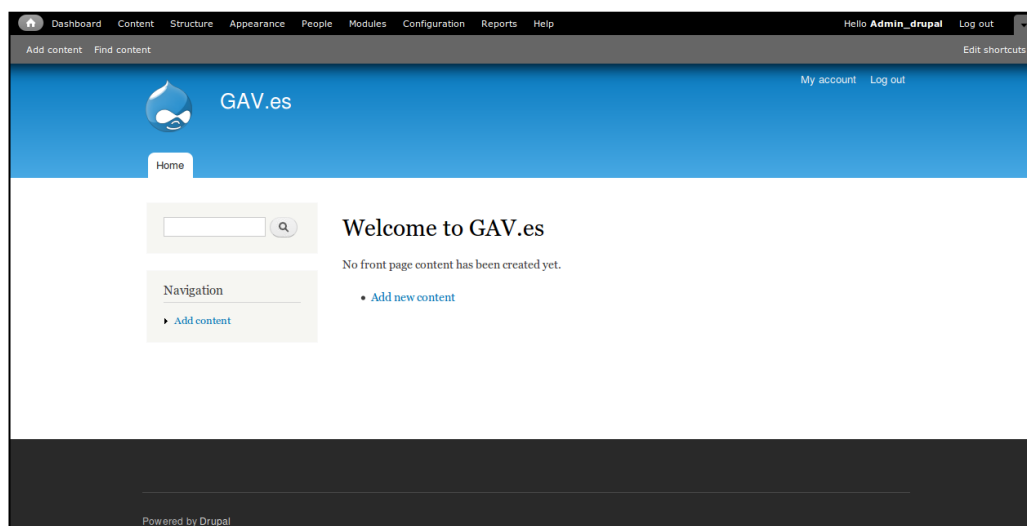 Dashboard Content Structure Appearance People Modules Configuration Reports Help Hello Admin_drupal Log out
Add content Find content Edit shortcuts
My account Log out
GAV.es
Home
Welcome to GAV.es
No front page content has been created yet.
Navigation
Add new content
Add content
Powered by Drupal